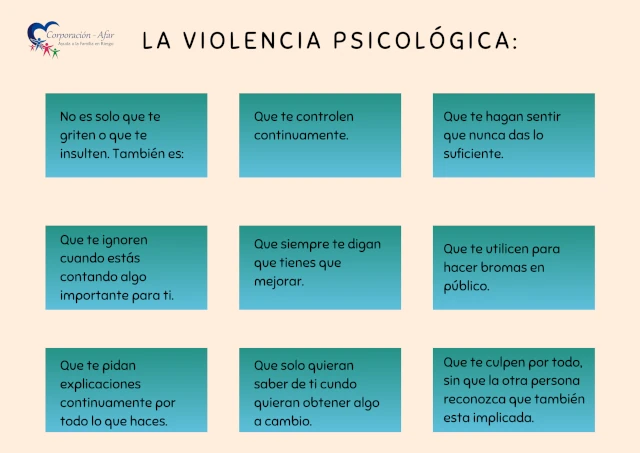 Corporación - Afar
Ayuda a la Familia en Riesgo
LA VIOLENCIA PSICOLÓGICA:
No es solo que te
griten o que te
insulten. También es:
Que te controlen
continuamente.
Que te hagan sentir
que nunca das lo
suficiente.
Que te ignoren
cuando estás
contando algo
importante para ti.
Que siempre te digan
que tienes que
mejorar.
Que te utilicen para
hacer bromas en
público.
Que te pidan
explicaciones
continuamente por
todo lo que haces.
Que solo quieran
saber de ti cundo
quieran obtener algo
a cambio.
Que te culpen por todo,
sin que la otra persona
reconozca que también
esta implicada.